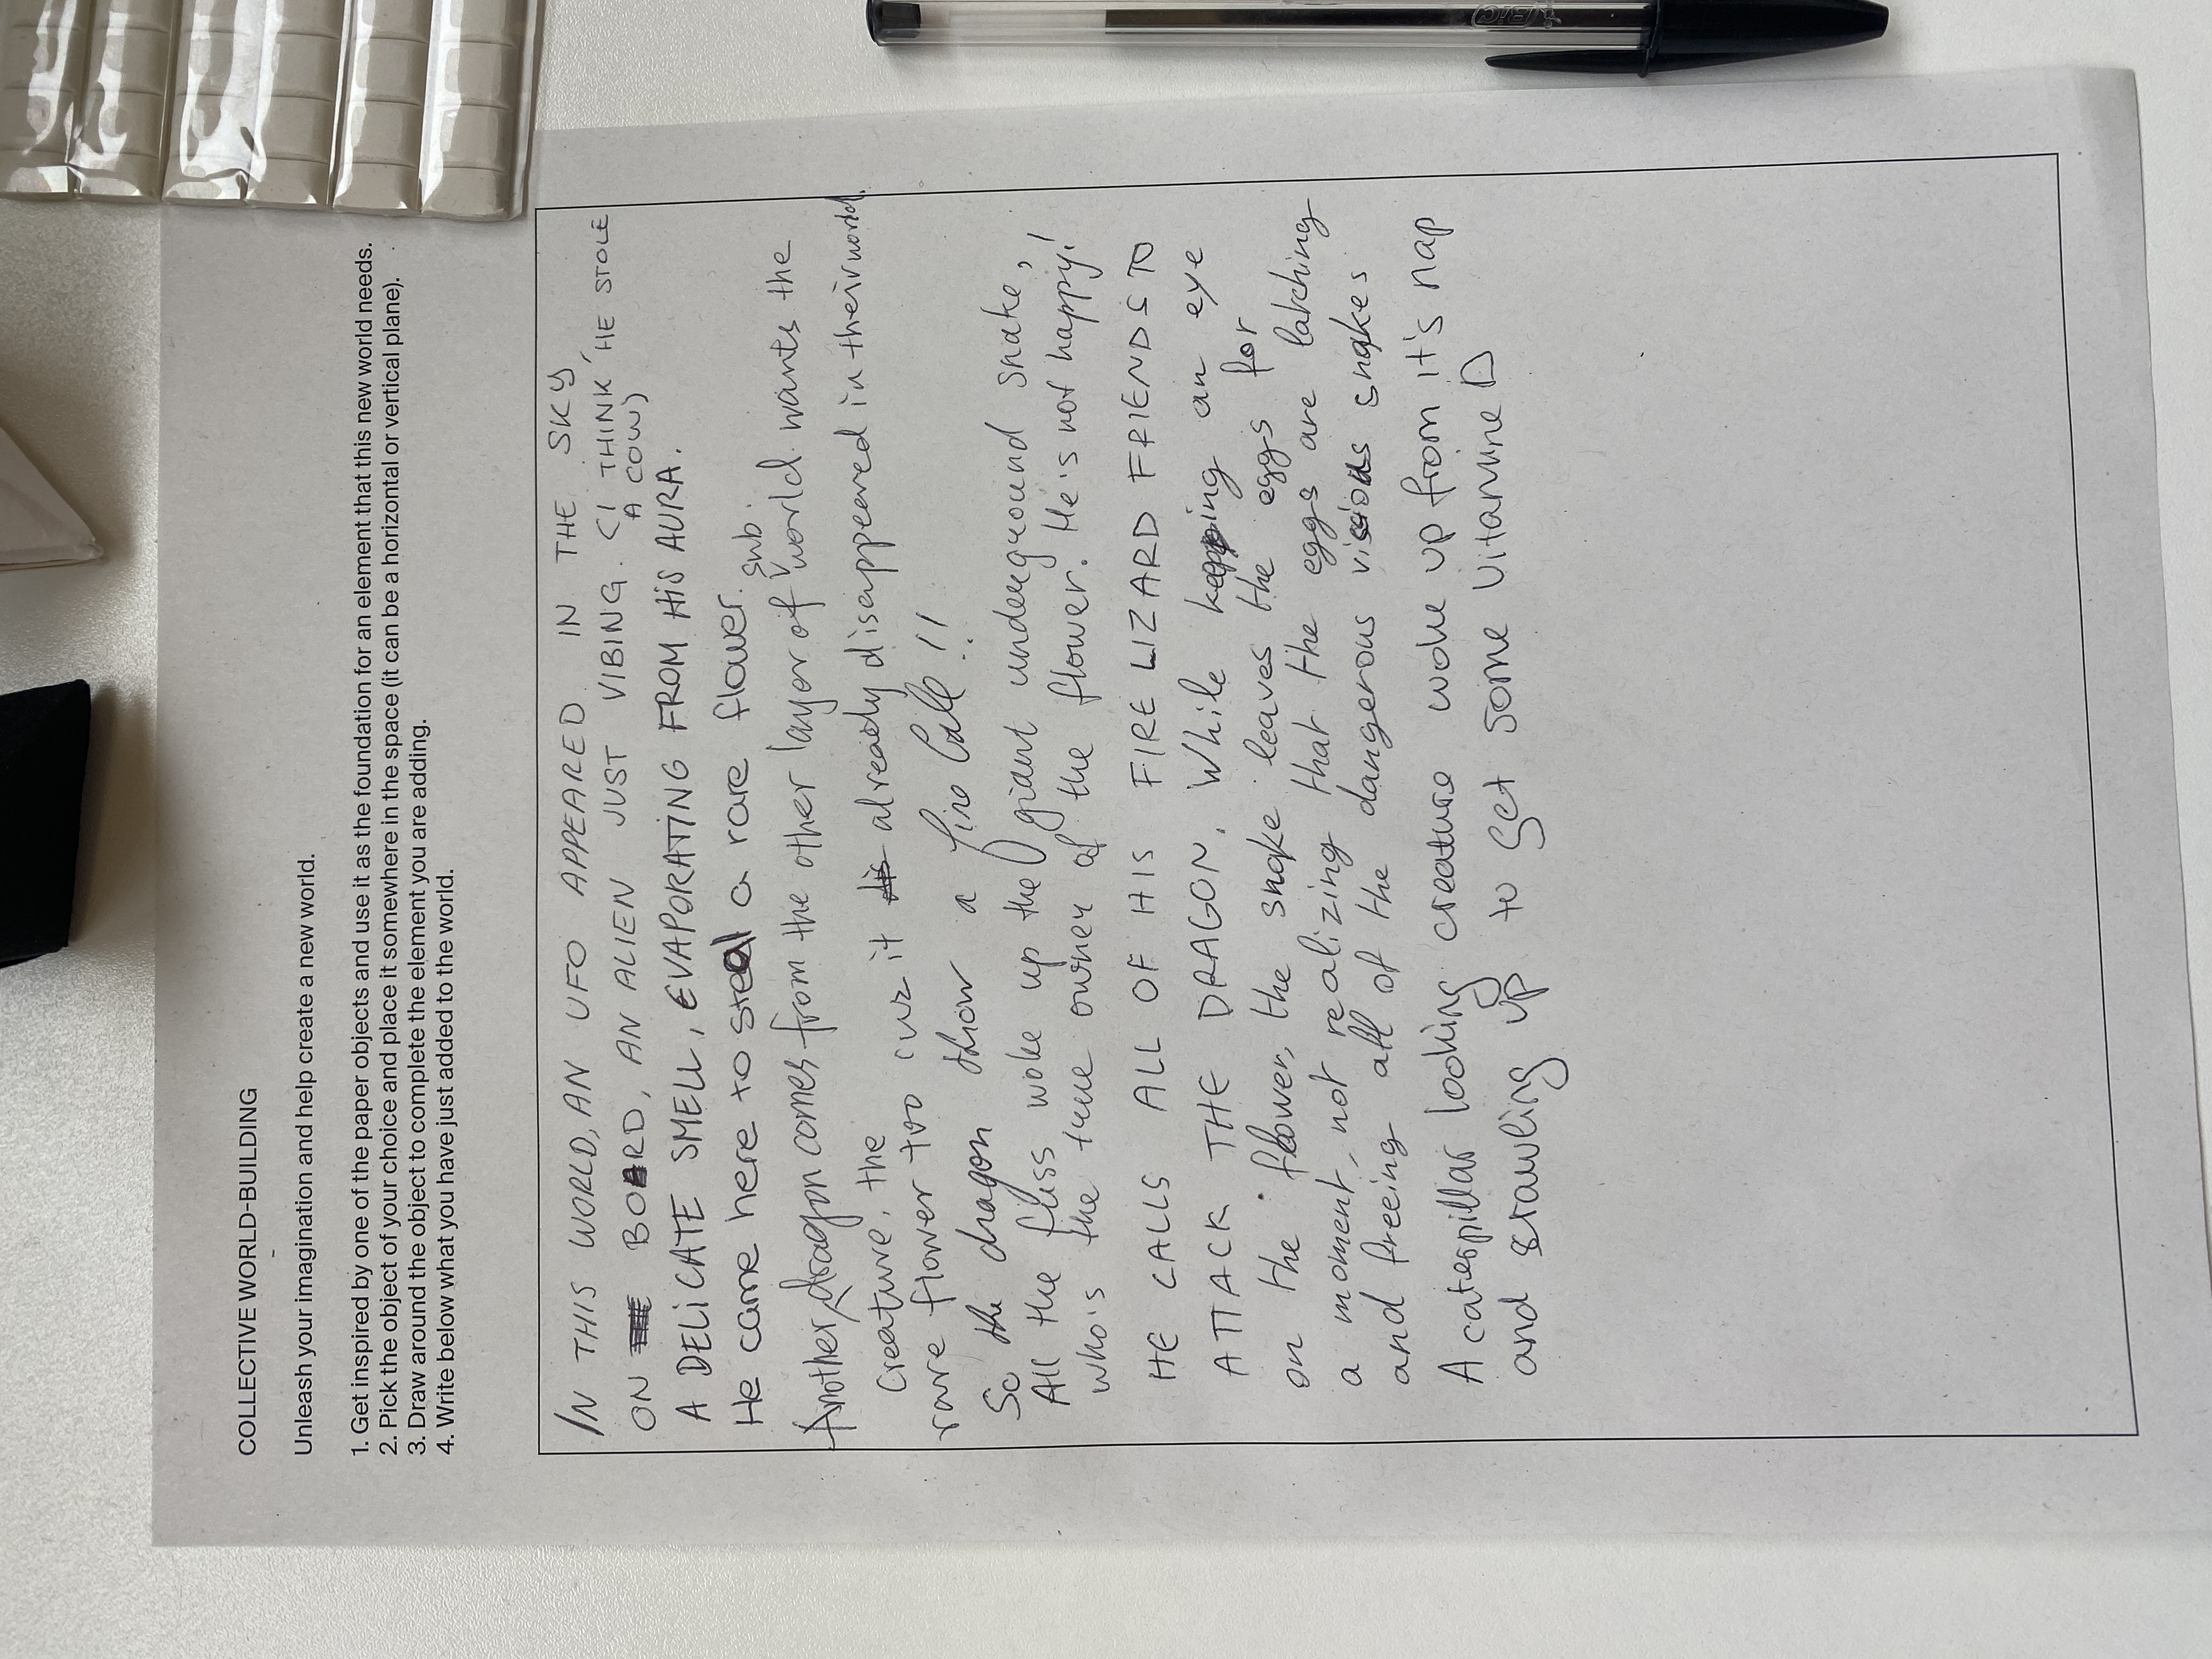 COLLECTIVE WORLD-BUILDING
Unleash your imagination and help create a new world.
1. Get inspired by one of the paper objects and use it as the foundation for an element that this new world needs.
2. Pick the object of your choice and place it somewhere in the space (it can be a horizontal or vertical plane).
3. Draw around the object to complete the element you are adding.
4. Write below what you have just added to the world.
IN THIS WORLD, AN UFO APPEARED IN THE SKY,
ON THE BOARD, AN ALIEN JUST VIBING. (I THINK HE STOLE
A COW)
A DELiCATE SMELL, EVAPORATING FROM HiS AURA.
He came here to steal a rare flower.
Another dragon comes from the other layer of sub world wants the
creature, the
rare flower too cuz it dis already disappeared in their world.
So the dragon throw a fire ball!!
All the fuss woke up the giant underground snake,
who's the true owner of the flower. He's not happy!
HE CALLS ALL OF HIS FIRE LIZARD FRIENDS TO
ATTACK THE DRAGON. While keeping an eye
on the flower, the snake leaves the eggs for
a moment, not realizing that the eggs are latching
and freeing all of the dangerous vicious snakes
A caterpillar looking creature woke up from it's nap
and scrawling up to get some Vitamine D
BIC